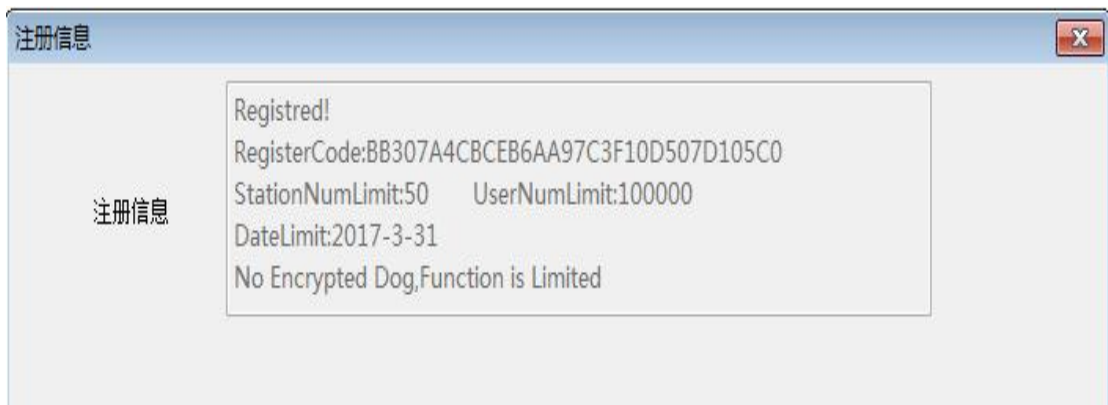 注册信息
Registred!
RegisterCode:BB307A4CBCEB6AA97C3F10D507D105C0
StationNumLimit:50 UserNumLimit:100000
注册信息
DateLimit:2017-3-31
No Encrypted Dog,Function is Limited